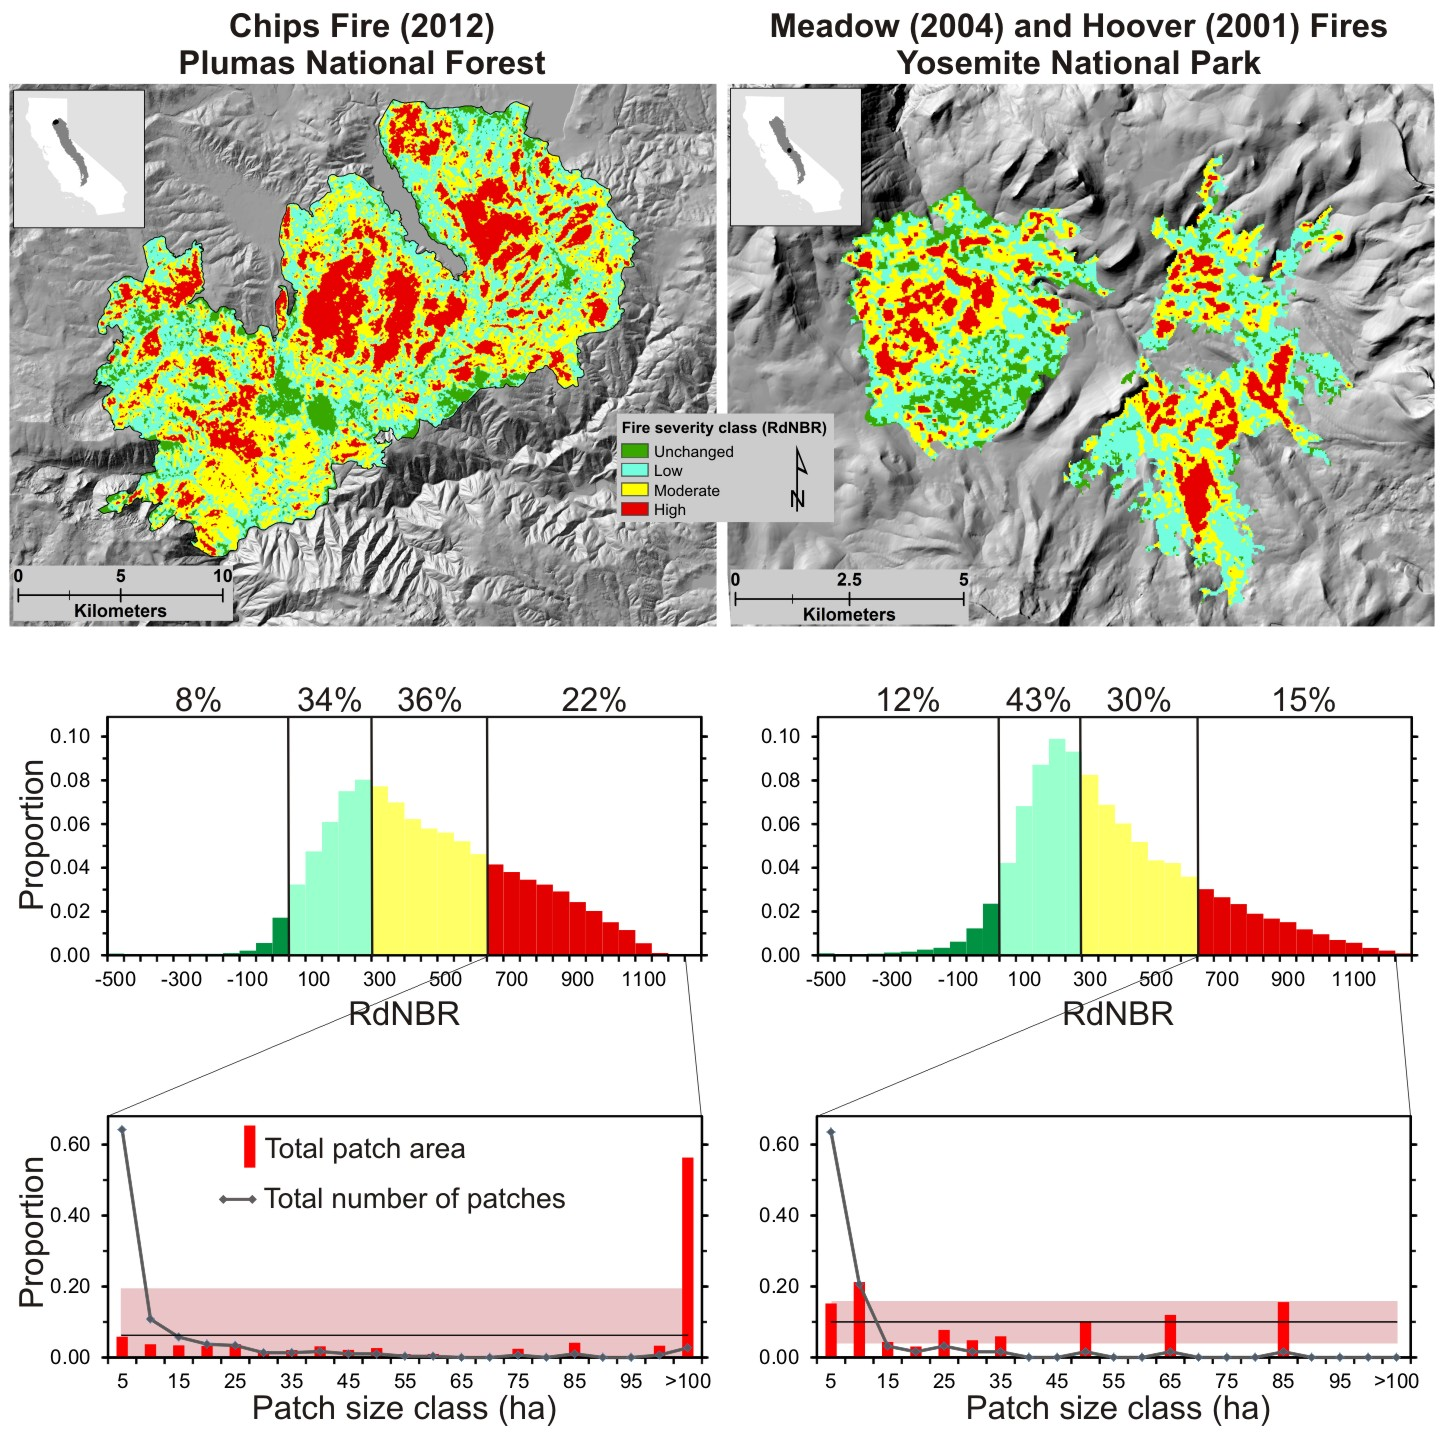 Chips Fire (2012)
Plumas National Forest
Meadow (2004) and Hoover (2001) Fires
Yosemite National Park
Fire severity class (RdNBR)
Unchanged
Low
Moderate
High
N
0 5 10
Kilometers
0 2.5 5
Kilometers
8% 34% 36% 22%
Proportion
0.10
0.08
0.06
0.04
0.02
0.00
-500 -300 -100 100 300 500 700 900 1100
RdNBR
12% 43% 30% 15%
0.10
0.08
0.06
0.04
0.02
0.00
-500 -300 -100 100 300 500 700 900 1100
RdNBR
Proportion
0.60
0.40
0.20
0.00
Total patch area
Total number of patches
5 15 25 35 45 55 65 75 85 95 >100
Patch size class (ha)
0.60
0.40
0.20
0.00
5 15 25 35 45 55 65 75 85 95 >100
Patch size class (ha)